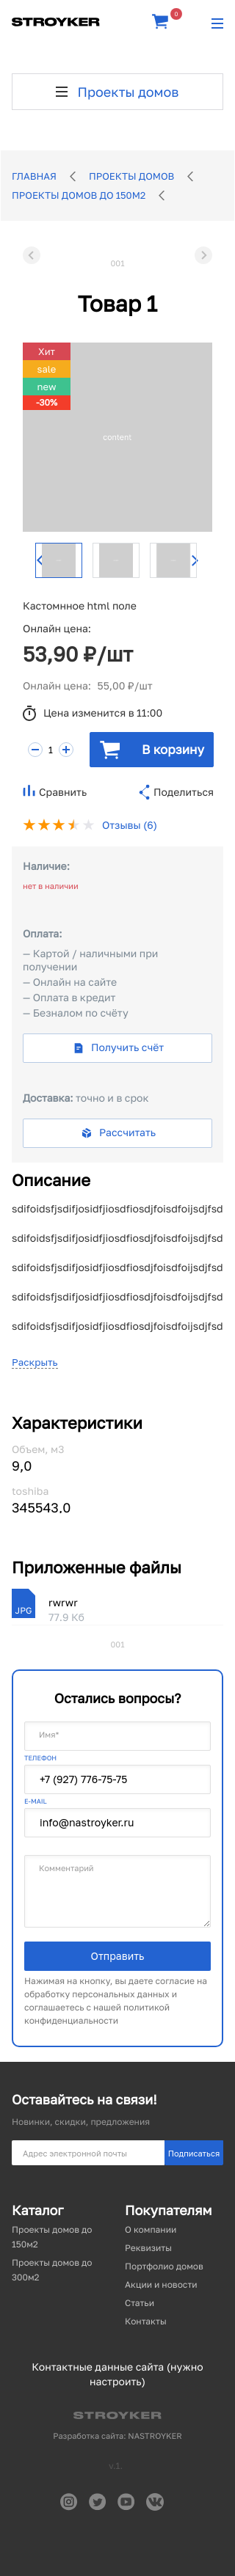 STROYKER
0
Проекты домов
ГЛАВНАЯ
ПРОЕКТЫ ДОМОВ
ПРОЕКТЫ ДОМОВ ДО 150М2
001
Товар 1
Хит
sale
new
-30%
content
Кастомнное html поле
Онлайн цена:
53,90 ₽/шт
Онлайн цена: 55,00 ₽/шт
Цена изменится в 11:00
1
В корзину
Сравнить
Поделиться
Отзывы (6)
Наличие:
нет в наличии
Оплата:
— Картой / наличными при
получении
— Онлайн на сайте
— Оплата в кредит
— Безналом по счёту
Получить счёт
Доставка: точно и в срок
Рассчитать
Описание
sdifoidsfjsdifjosidfjiosdfiosdjfoisdfoijsdjfsd
sdifoidsfjsdifjosidfjiosdfiosdjfoisdfoijsdjfsd
sdifoidsfjsdifjosidfjiosdfiosdjfoisdfoijsdjfsd
sdifoidsfjsdifjosidfjiosdfiosdjfoisdfoijsdjfsd
sdifoidsfjsdifjosidfjiosdfiosdjfoisdfoijsdjfsd
Раскрыть
Характеристики
Объем, м3
9,0
toshiba
345543,0
Приложенные файлы
JPG
rwrwr
77.9 Кб
001
Остались вопросы?
Имя*
ТЕЛЕФОН
+7 (927) 776-75-75
E-MAIL
info@nastroyker.ru
Комментарий
Отправить
Нажимая на кнопку, вы даете согласие на
обработку персональных данных и
соглашаетесь с нашей политикой
конфиденциальности
Оставайтесь на связи!
Новинки, скидки, предложения
Адрес электронной почты
Подписаться
Каталог
Проекты домов до
150м2
Проекты домов до
300м2
Покупателям
О компании
Реквизиты
Портфолио домов
Акции и новости
Статьи
Контакты
Контактные данные сайта (нужно
настроить)
STROYKER
Разработка сайта: NASTROYKER
v.1.